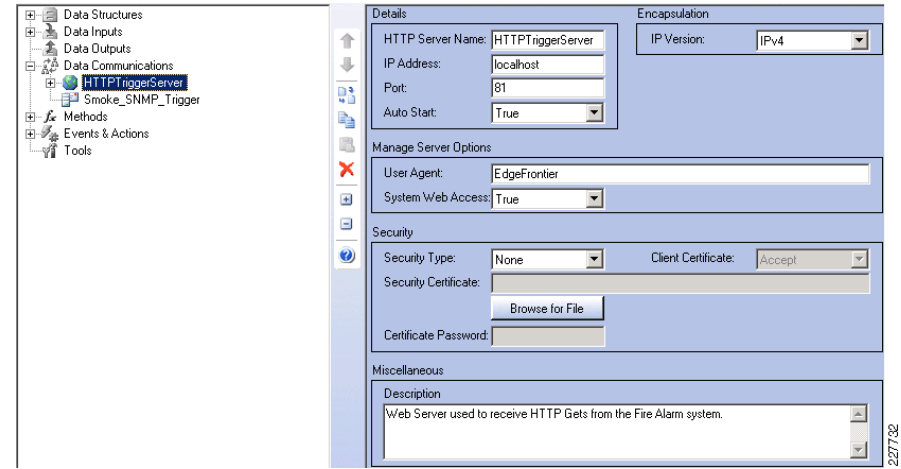 Data Structures
Data Inputs
Data Outputs
Data Communications
HTTPTriggerServer
Smoke_SNMP_Trigger
Methods
Events & Actions
Tools
Details
HTTP Server Name: HTTPTriggerServer
IP Address: localhost
Port: 81
Auto Start: True
Encapsulation
IP Version: IPv4
Manage Server Options
User Agent: EdgeFrontier
System Web Access: True
Security
Security Type: None
Client Certificate: Accept
Security Certificate:
Browse for File
Certificate Password:
Miscellaneous
Description
Web Server used to receive HTTP Gets from the Fire Alarm system.
227732